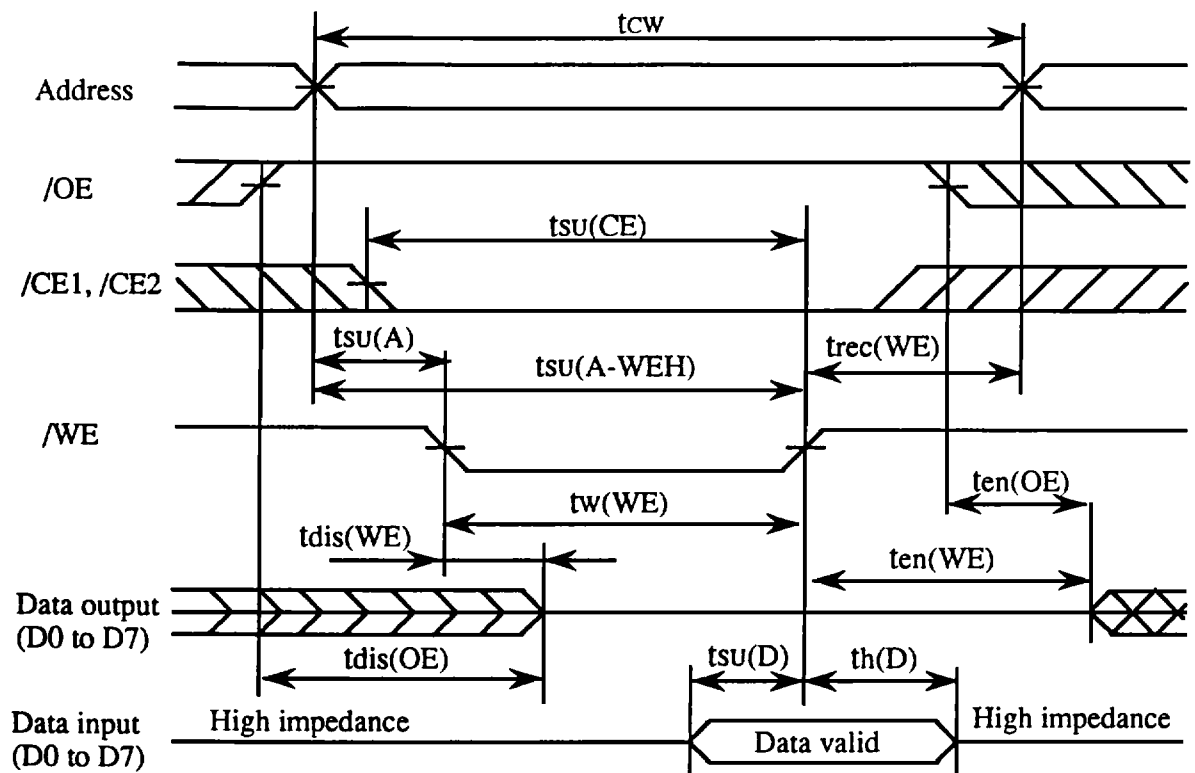 tcw
Address
/OE
tsu(CE)
/CE1, /CE2
tsu(A)
trec(WE)
tsu(A-WEH)
/WE
ten(OE)
tw(WE)
tdis(WE)
ten(WE)
Data output
(D0 to D7)
tdis(OE)
tsu(D)
th(D)
Data input
(D0 to D7)
High impedance
Data valid
High impedance